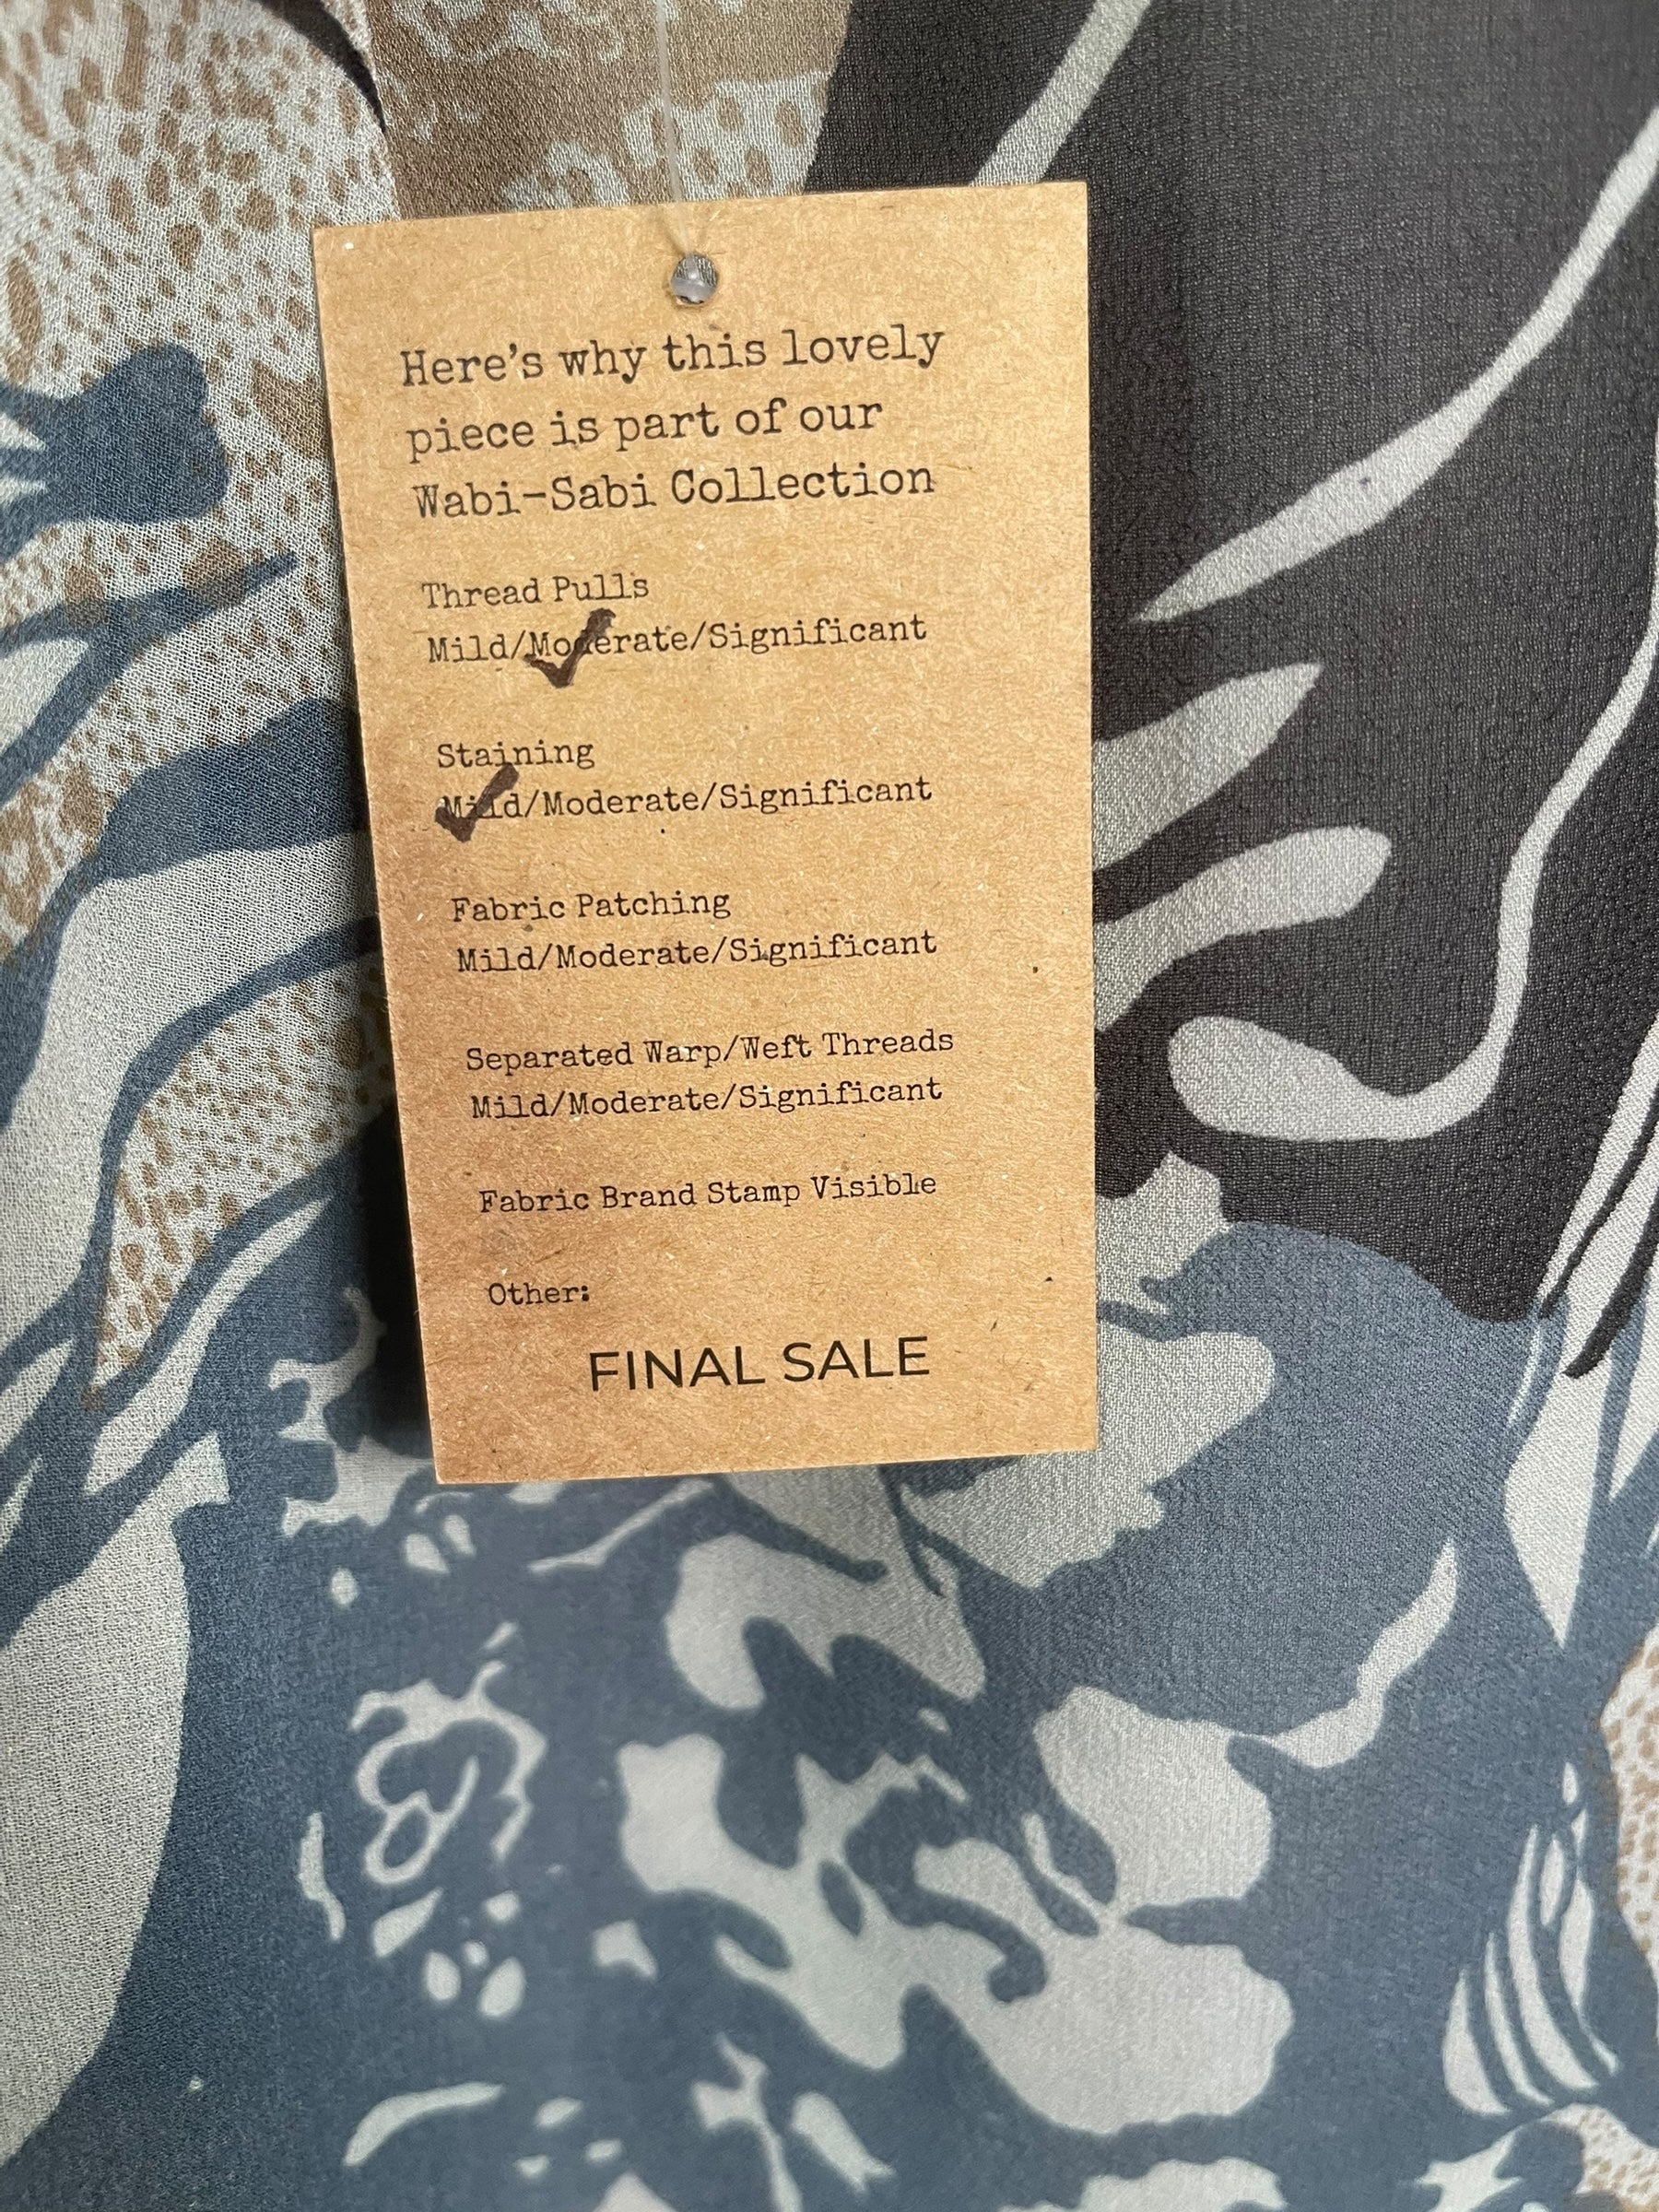 Here's why this lovely
piece is part of our
Wabi-Sabi Collection
Thread Pulls
Mild/Moderate/Significant
Staining
Mild/Moderate/Significant
Fabric Patching
Mild/Moderate/Significant
Separated Warp/Weft Threads
Mild/Moderate/Significant
Fabric Brand Stamp Visible
Other:
FINAL SALE